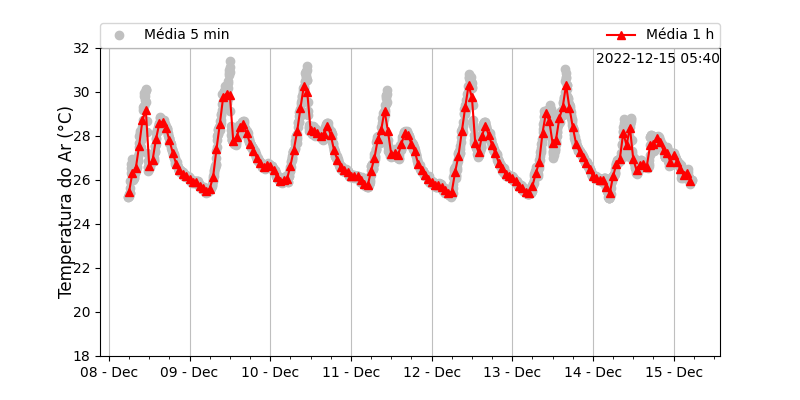 Média 5 min
Média 1 h
2022-12-15 05:40
Temperatura do Ar (°C)
32
30
28
26
24
22
20
18
08 - Dec
09 - Dec
10 - Dec
11 - Dec
12 - Dec
13 - Dec
14 - Dec
15 - Dec